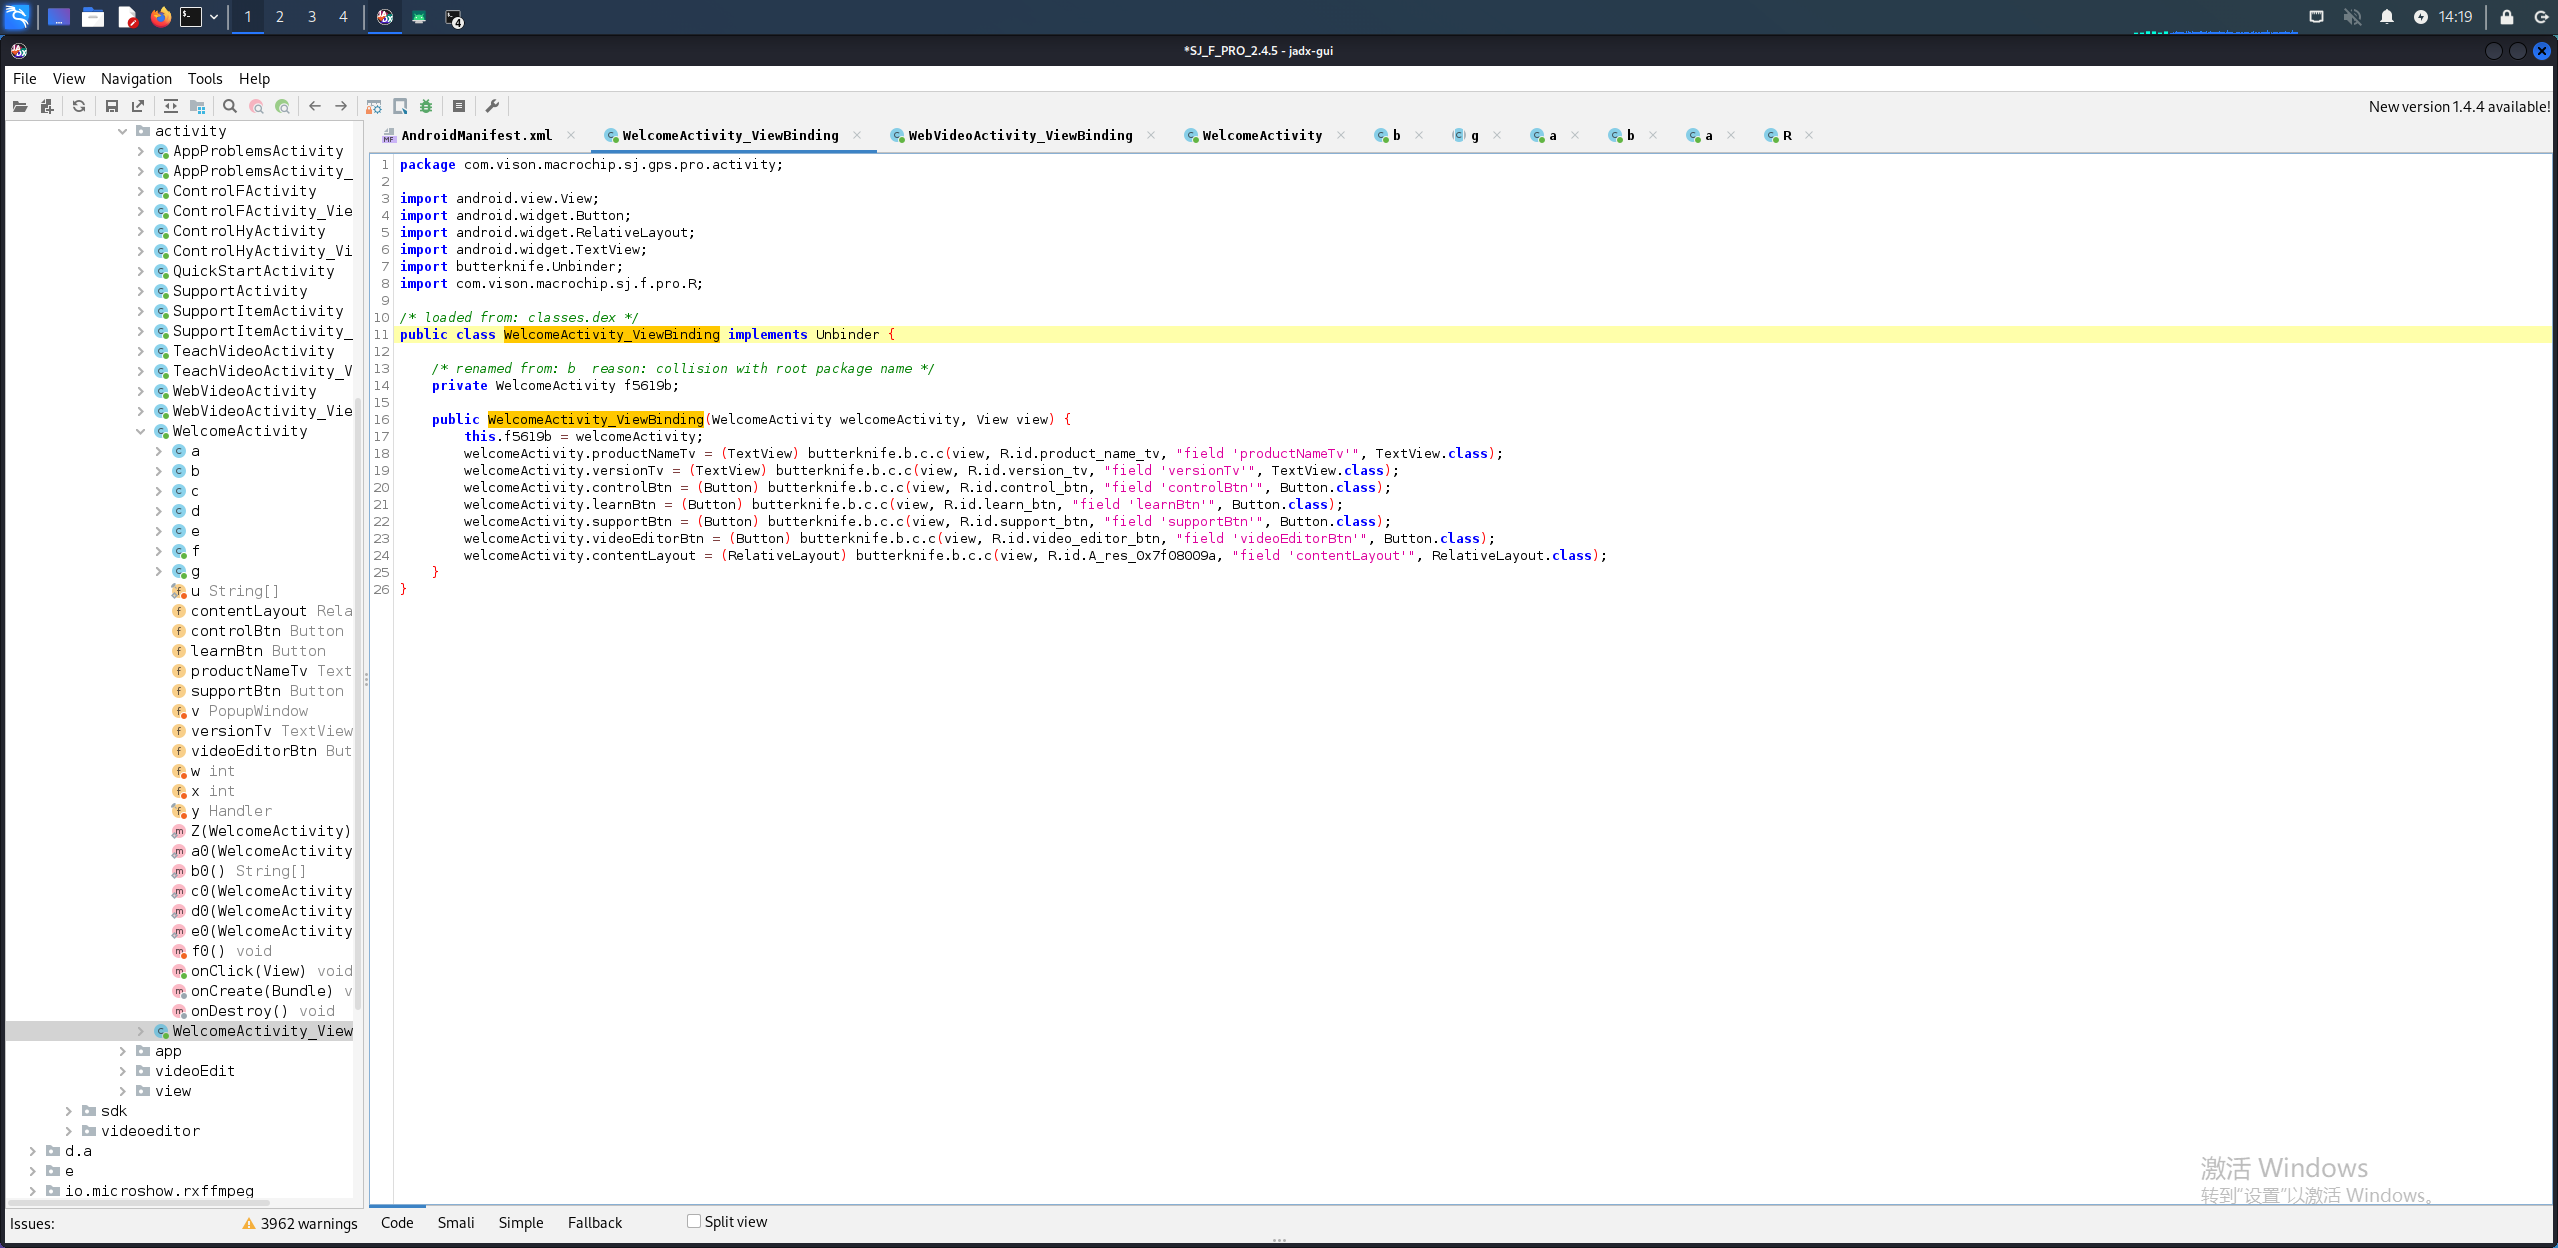 1 2 3 4
14:19
*SJ_F_PRO_2.4.5 - jadx-gui
File View Navigation Tools Help
New version 1.4.4 available!
activity
AppProblemsActivity
AppProblemsActivity_
ControlFActivity
ControlFActivity_Vie
ControlHyActivity
ControlHyActivity_Vi
QuickStartActivity
SupportActivity
SupportItemActivity
SupportItemActivity_
TeachVideoActivity
TeachVideoActivity_V
WebVideoActivity
WebVideoActivity_Vie
WelcomeActivity
a
b
c
d
e
f
g
u String[]
contentLayout Rela
controlBtn Button
learnBtn Button
productNameTv Text
supportBtn Button
v PopupWindow
versionTv TextView
videoEditorBtn But
w int
x int
y Handler
Z(WelcomeActivity)
a0(WelcomeActivity
b0() String[]
c0(WelcomeActivity
d0(WelcomeActivity
e0(WelcomeActivity
f0() void
onClick(View) void
onCreate(Bundle) v
onDestroy() void
WelcomeActivity_View
app
videoEdit
view
sdk
videoeditor
d.a
e
io.microshow.rxffmpeg
AndroidManifest.xml WelcomeActivity_ViewBinding WebVideoActivity_ViewBinding WelcomeActivity b g a b a R
1 package com.vison.macrochip.sj.gps.pro.activity;
2
3 import android.view.View;
4 import android.widget.Button;
5 import android.widget.RelativeLayout;
6 import android.widget.TextView;
7 import butterknife.Unbinder;
8 import com.vison.macrochip.sj.f.pro.R;
9
10 /* loaded from: classes.dex */
11 public class WelcomeActivity_ViewBinding implements Unbinder {
12
13 /* renamed from: b  reason: collision with root package name */
14 private WelcomeActivity f5619b;
15
16 public WelcomeActivity_ViewBinding(WelcomeActivity welcomeActivity, View view) {
17 this.f5619b = welcomeActivity;
18 welcomeActivity.productNameTv = (TextView) butterknife.b.c.c(view, R.id.product_name_tv, "field 'productNameTv'", TextView.class);
19 welcomeActivity.versionTv = (TextView) butterknife.b.c.c(view, R.id.version_tv, "field 'versionTv'", TextView.class);
20 welcomeActivity.controlBtn = (Button) butterknife.b.c.c(view, R.id.control_btn, "field 'controlBtn'", Button.class);
21 welcomeActivity.learnBtn = (Button) butterknife.b.c.c(view, R.id.learn_btn, "field 'learnBtn'", Button.class);
22 welcomeActivity.supportBtn = (Button) butterknife.b.c.c(view, R.id.support_btn, "field 'supportBtn'", Button.class);
23 welcomeActivity.videoEditorBtn = (Button) butterknife.b.c.c(view, R.id.video_editor_btn, "field 'videoEditorBtn'", Button.class);
24 welcomeActivity.contentLayout = (RelativeLayout) butterknife.b.c.c(view, R.id.A_res_0x7f08009a, "field 'contentLayout'", RelativeLayout.class);
25 }
26 }
激活 Windows
转到"设置"以激活 Windows。
Issues: 3962 warnings Code Smali Simple Fallback Split view